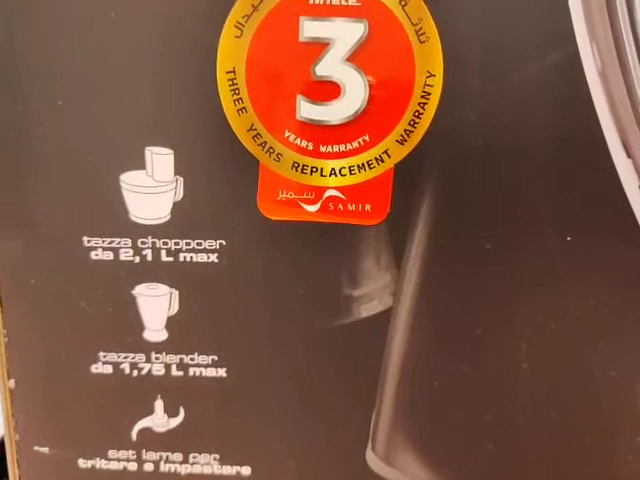 3
YEARS WARRANTY
THREE YEARS REPLACEMENT WARRANTY
سمير
SAMIR
tazza choppoer
da 2,1 L max
tazza blender
da 1,75 L max
set lame per
tritare e impastare